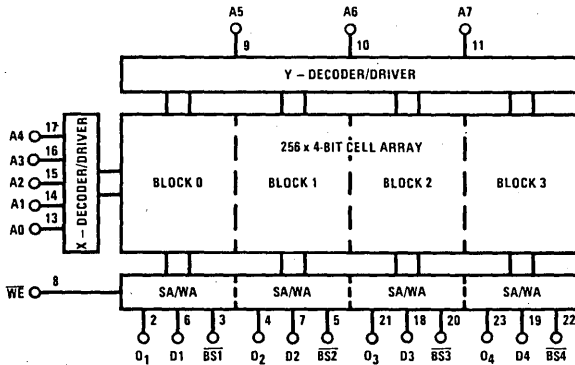 A5 A6 A7
9 10 11
Y – DECODER/DRIVER
256 x 4-BIT CELL ARRAY
BLOCK 0 BLOCK 1 BLOCK 2 BLOCK 3
X – DECODER/DRIVER
A4 17
A3 16
A2 15
A1 14
A0 13
WE 8
SA/WA SA/WA SA/WA SA/WA
2 6 3 4 7 5 21 18 20 23 19 22
O1 D1 BS1 O2 D2 BS2 O3 D3 BS3 O4 D4 BS4